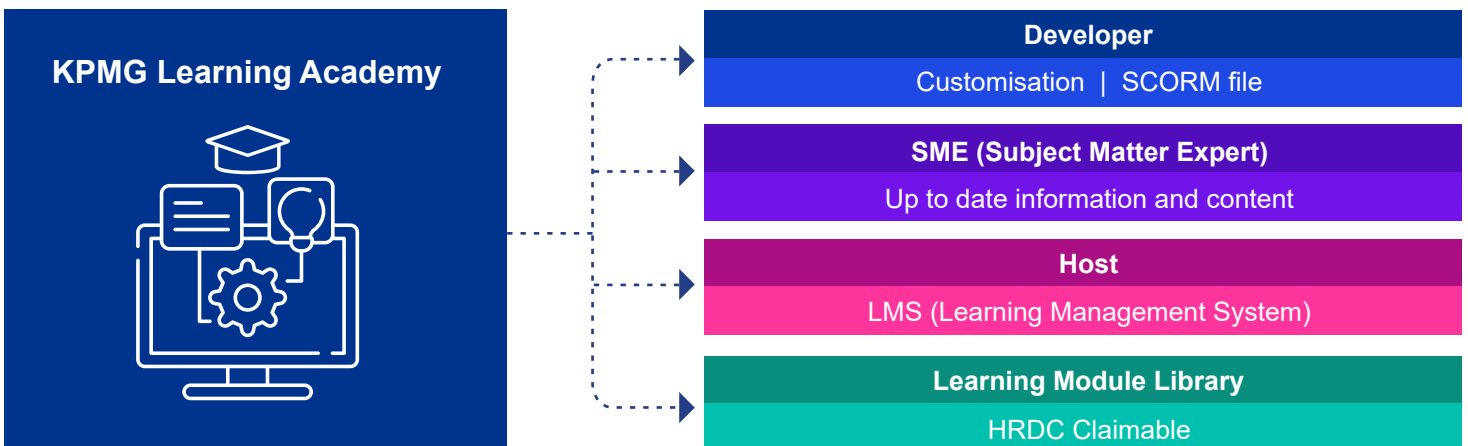 KPMG Learning Academy
Developer
Customisation | SCORM file
SME (Subject Matter Expert)
Up to date information and content
Host
LMS (Learning Management System)
Learning Module Library
HRDC Claimable